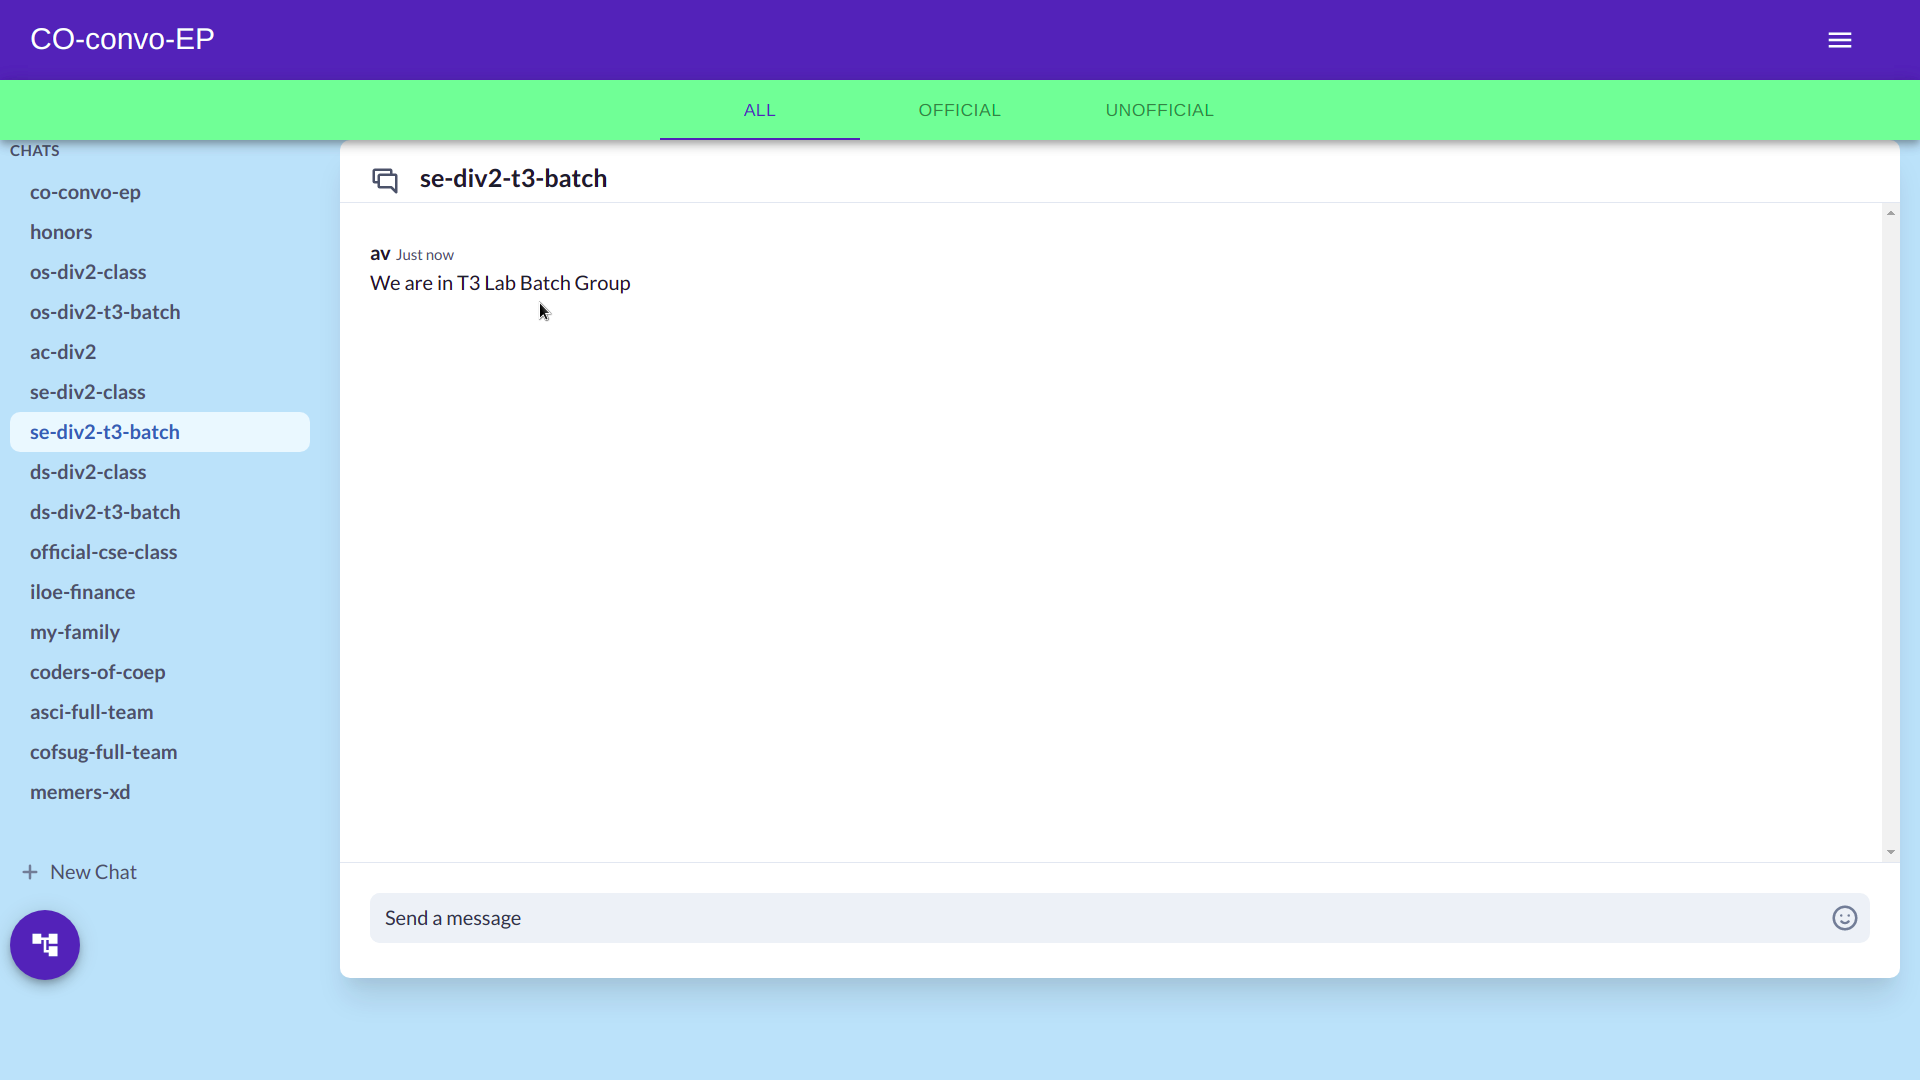 CO-convo-EP
ALL
OFFICIAL
UNOFFICIAL
CHATS
co-convo-ep
honors
os-div2-class
os-div2-t3-batch
ac-div2
se-div2-class
se-div2-t3-batch
ds-div2-class
ds-div2-t3-batch
official-cse-class
iloe-finance
my-family
coders-of-coep
asci-full-team
cofsug-full-team
memers-xd
New Chat
se-div2-t3-batch
av Just now
We are in T3 Lab Batch Group
Send a message